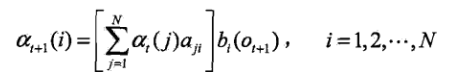 α_{t+1}(i) = [∑_{j=1}^{N} α_t(j)a_{ji}] b_i(o_{t+1}), i = 1,2,⋯,N